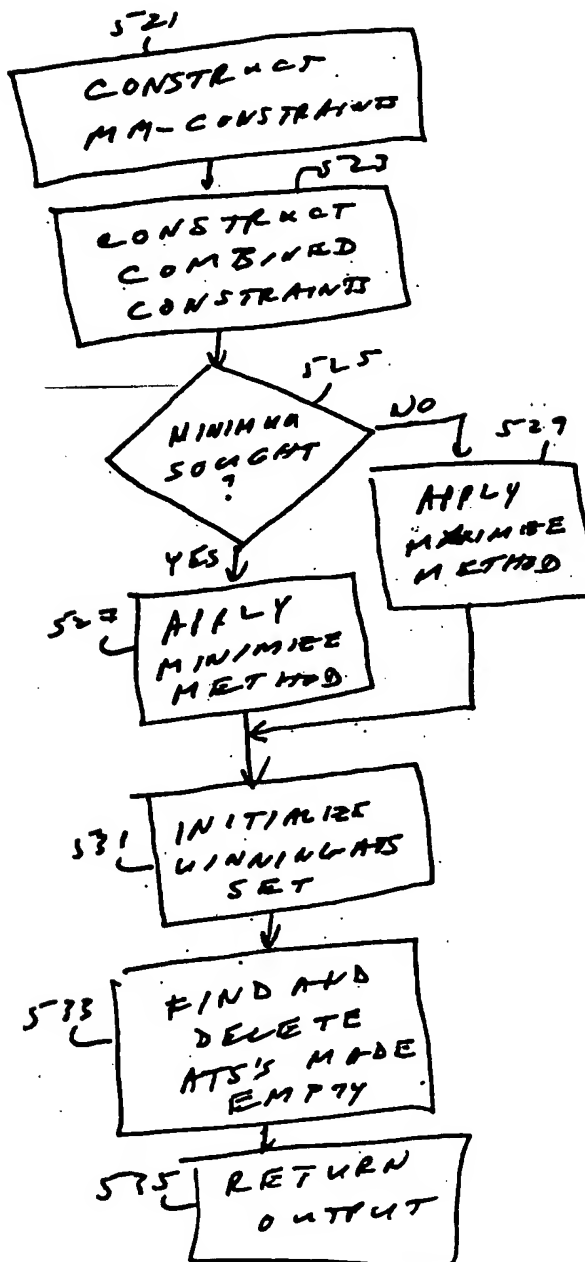 521
CONSTRUCT
MM-CONSTRAINTS
523
CONSTRUCT
COMBINED
CONSTRAINTS
525
MINIMUM
SOUGHT
?
NO
529
APPLY
MAXIMIZE
METHOD
YES
527
APPLY
MINIMIZE
METHOD
531
INITIALIZE
WINNINGATS
SET
533
FIND AND
DELETE
ATS'S MADE
EMPTY
535
RETURN
OUTPUT